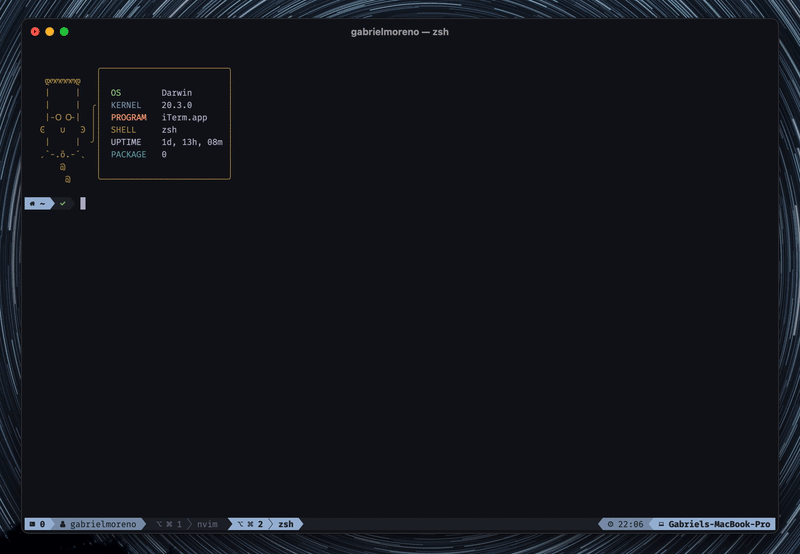 gabrielmoreno — zsh
OS Darwin
KERNEL 20.3.0
PROGRAM iTerm.app
SHELL zsh
UPTIME 1d, 13h, 08m
PACKAGE 0
~
0 gabrielmoreno ⌥ ⌘ 1 nvim ⌥ ⌘ 2 zsh 22:06 Gabriels-MacBook-Pro